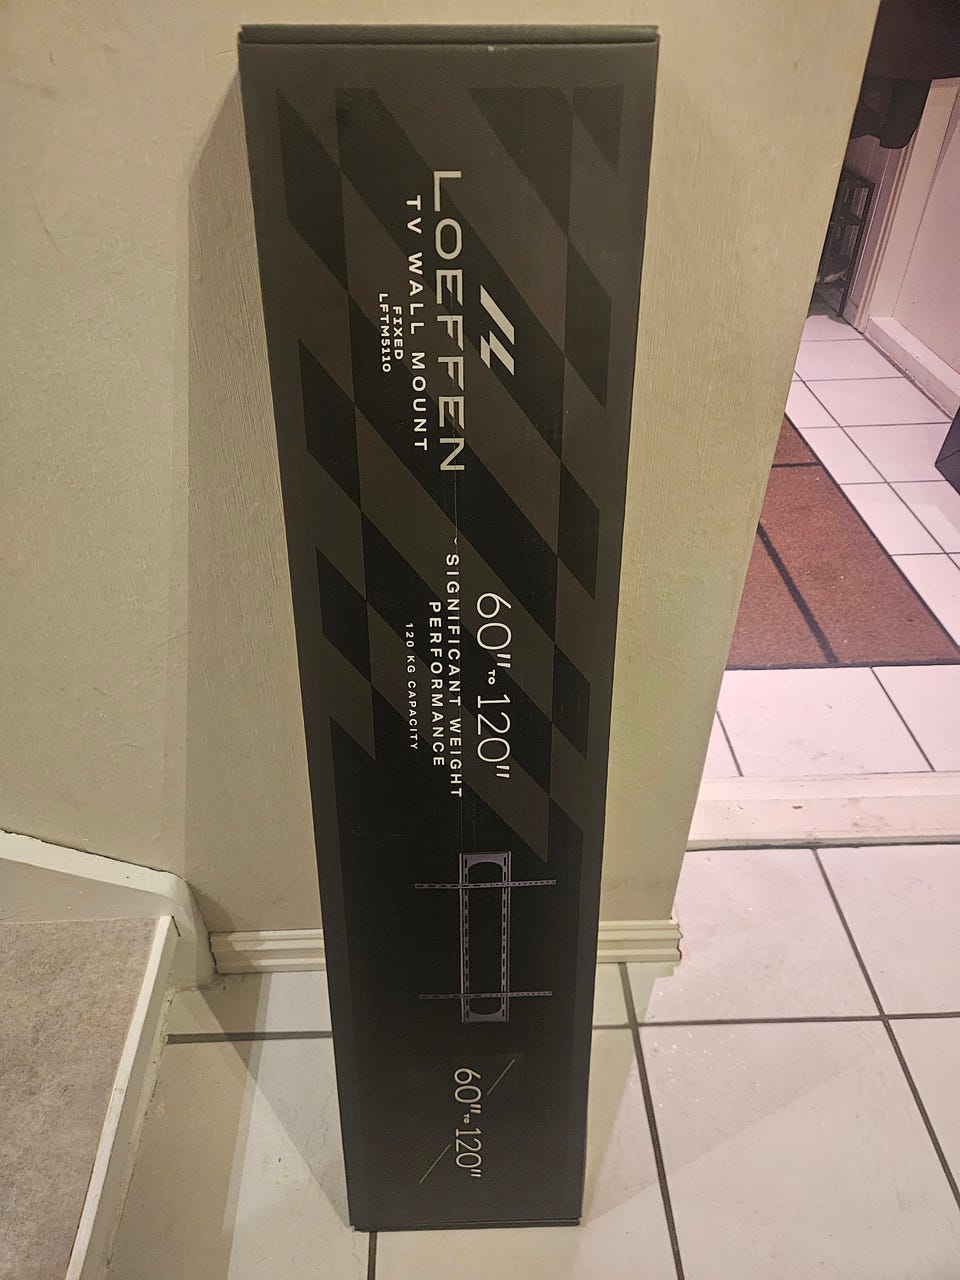 LOEFFEN
TV WALL MOUNT
FIXED
LFTM5110
60" TO 120"
SIGNIFICANT WEIGHT
PERFORMANCE
120 KG CAPACITY
60" TO 120"